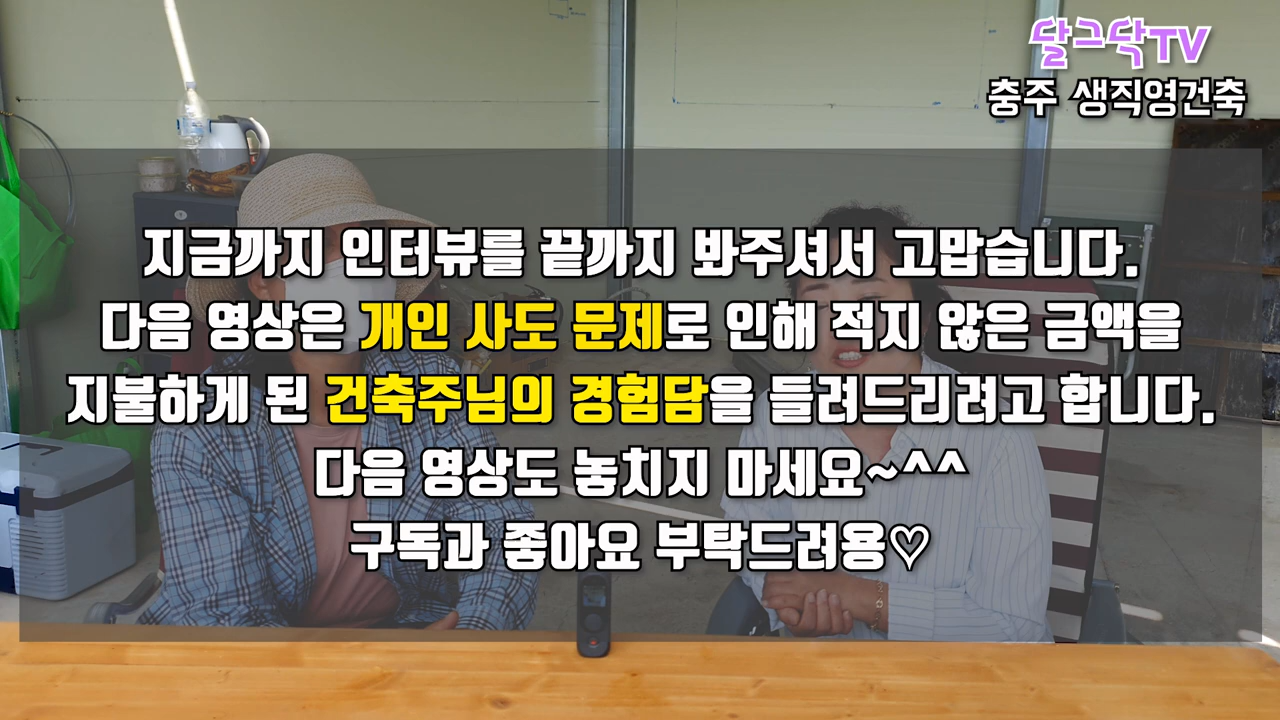 달그닥TV
충주 생직영건축
지금까지 인터뷰를 끝까지 봐주셔서 고맙습니다.
다음 영상은 개인 사도 문제로 인해 적지 않은 금액을
지불하게 된 건축주님의 경험담을 들려드리려고 합니다.
다음 영상도 놓치지 마세요~^^
구독과 좋아요 부탁드려용♡